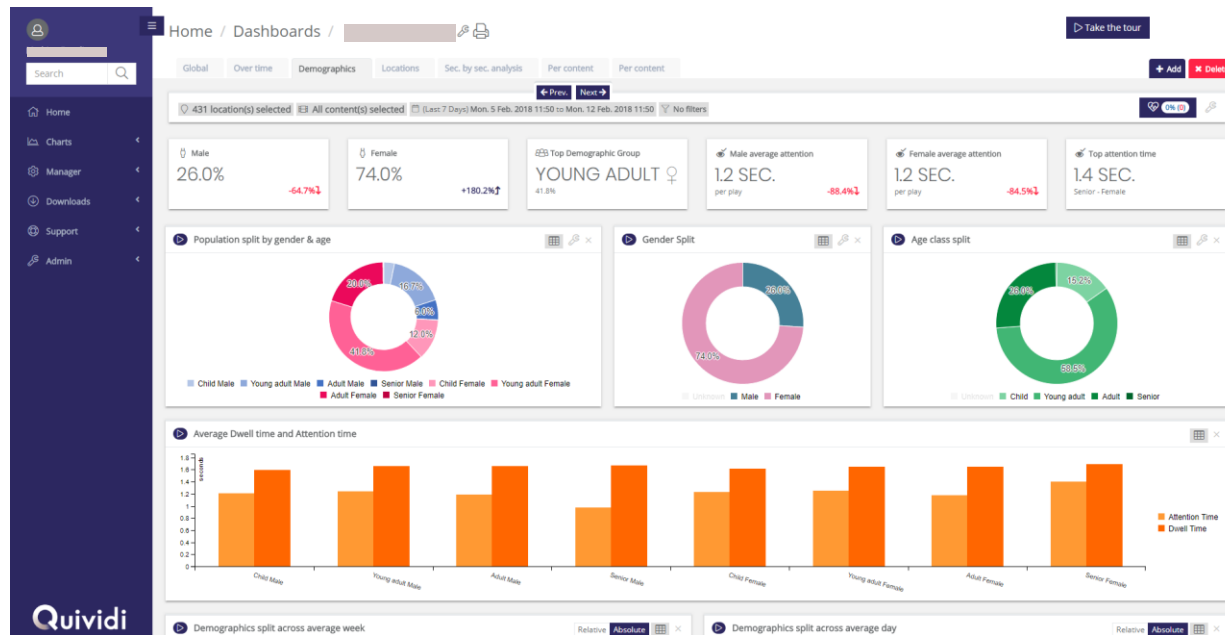 Home / Dashboards /
Take the tour
Search
Global Over time Demographics Locations Sec. by sec. analysis Per content Per content
+ Add
Delet
Prev. Next
431 location(s) selected All content(s) selected (Last 7 Days) Mon. 5 Feb. 2018 11:50 to Mon. 12 Feb. 2018 11:50 No filters
0% (0)
Home
Charts
Manager
Downloads
Support
Admin
Male
26.0%
-64.7%
Female
74.0%
+180.2%
Top Demographic Group
YOUNG ADULT
41.8%
Male average attention
1.2 SEC.
per play
-88.4%
Female average attention
1.2 SEC.
per play
-84.5%
Top attention time
1.4 SEC.
Senior - Female
Population split by gender & age
20.0%
16.7%
12.0%
Child Male Young adult Male Adult Male Senior Male Child Female Young adult Female
Adult Female Senior Female
Gender Split
26.0%
74.0%
Unknown Male Female
Age class split
26.0%
15.2%
Unknown Child Young adult Adult Senior
Average Dwell time and Attention time
seconds
1.8
1.6
1.4
1.2
1
0.8
0.6
0.4
0.2
0
Child Male
Young adult Male
Adult Male
Senior Male
Child Female
Young adult Female
Adult Female
Senior Female
Attention Time
Dwell Time
Quividi
Demographics split across average week
Relative Absolute
Demographics split across average day
Relative Absolute